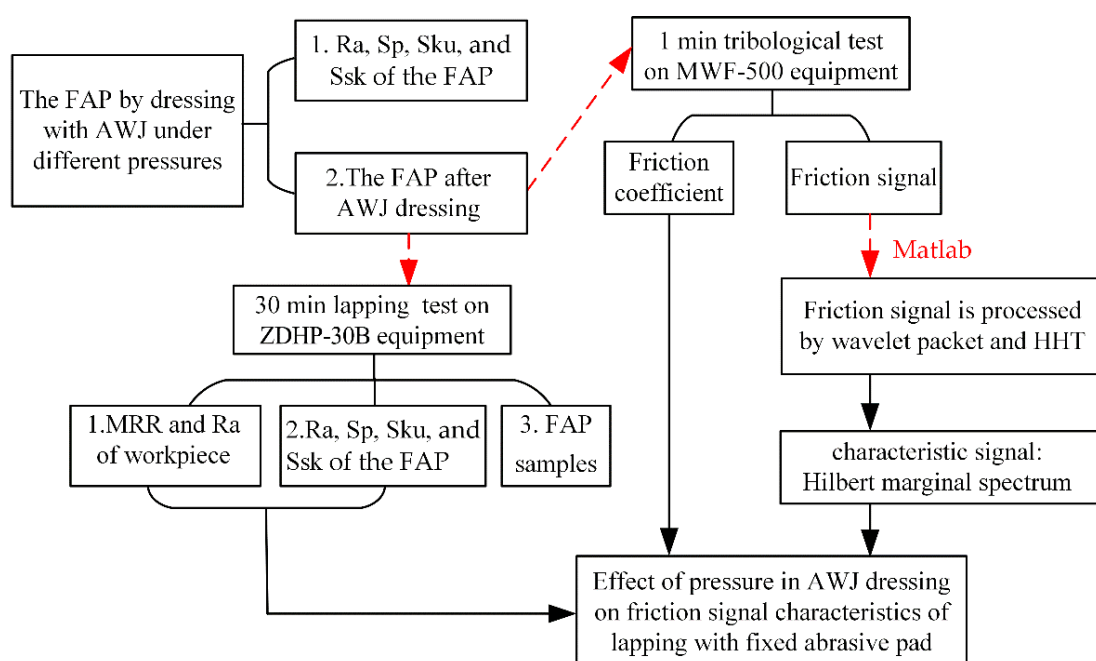 The FAP by dressing
with AWJ under
different pressures
1. Ra, Sp, Sku, and
Ssk of the FAP
2.The FAP after
AWJ dressing
1 min tribological test
on MWF-500 equipment
Friction
coefficient
Friction signal
Matlab
Friction signal is processed
by wavelet packet and HHT
characteristic signal:
Hilbert marginal spectrum
30 min lapping test on
ZDHP-30B equipment
1.MRR and Ra
of workpiece
2.Ra, Sp, Sku, and
Ssk of the FAP
3. FAP
samples
Effect of pressure in AWJ dressing
on friction signal characteristics of
lapping with fixed abrasive pad